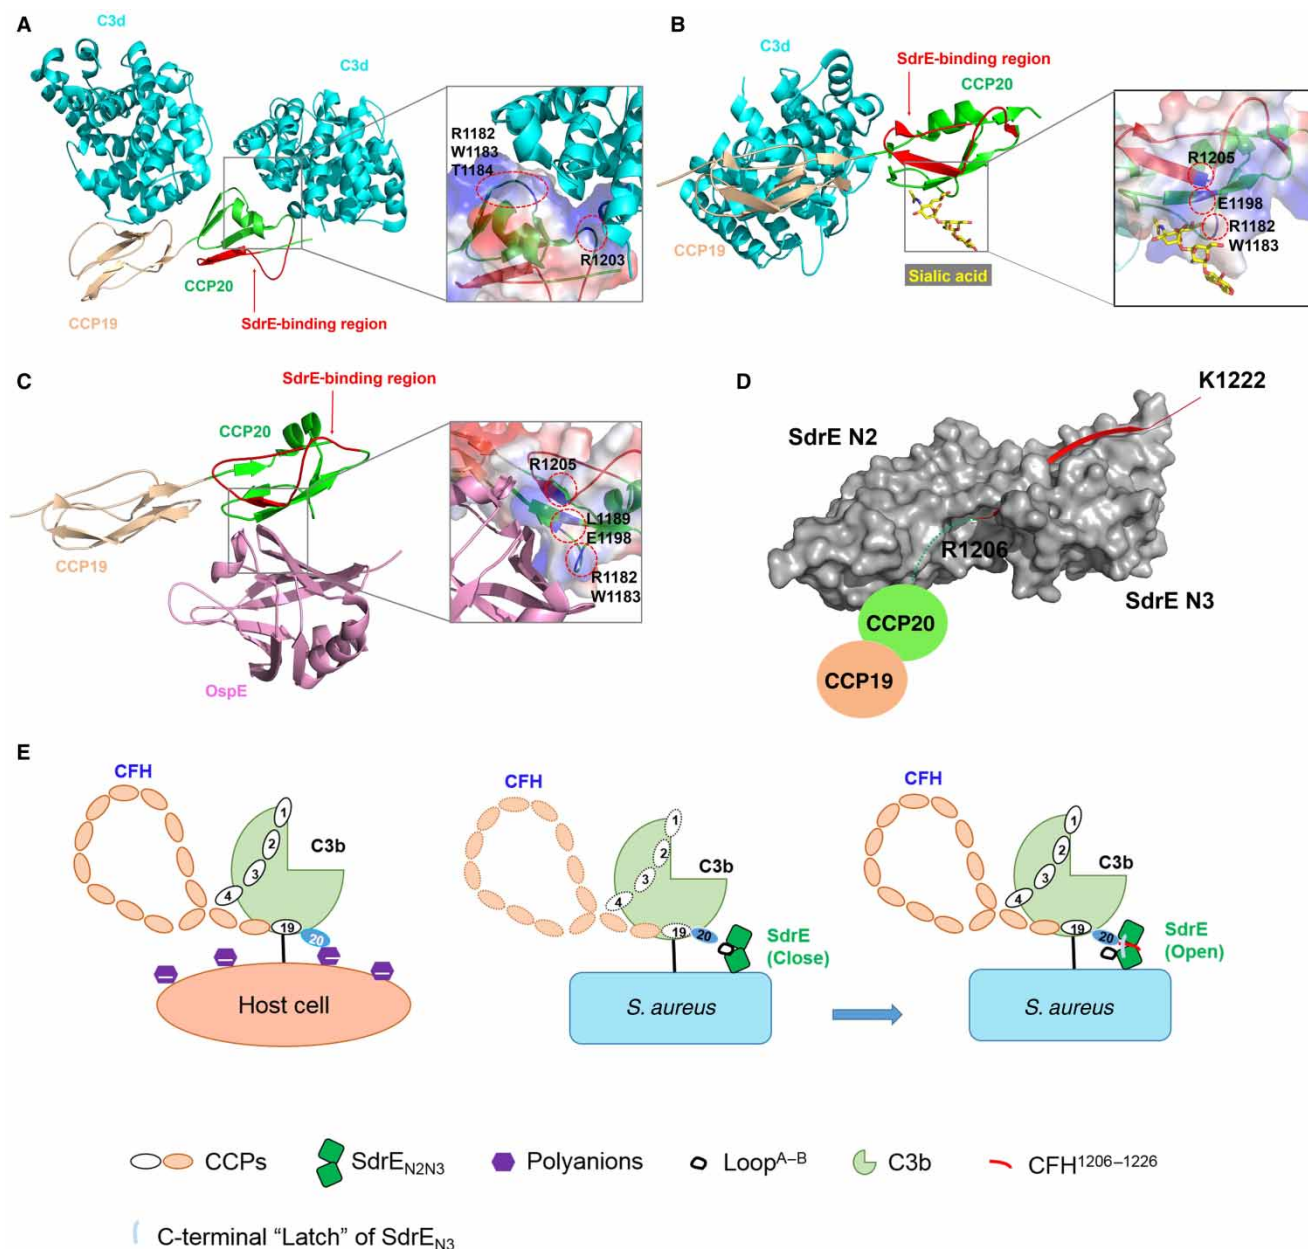 A
C3d
C3d
R1182
W1183
T1184
R1203
CCP20
CCP19
SdrE-binding region
B
C3d
SdrE-binding region
CCP20
CCP19
Sialic acid
R1205
E1198
R1182
W1183
C
SdrE-binding region
CCP20
CCP19
OspE
R1205
L1189
E1198
R1182
W1183
D
K1222
SdrE N2
R1206
SdrE N3
CCP20
CCP19
E
CFH
1
2
3
4
C3b
19
20
Host cell
CFH
1
2
3
4
C3b
19
20
SdrE
(Close)
S. aureus
CFH
1
2
3
4
C3b
19
20
SdrE
(Open)
S. aureus
CCPs
SdrEN2N3
Polyanions
LoopA–B
C3b
CFH1206–1226
C-terminal “Latch” of SdrEN3